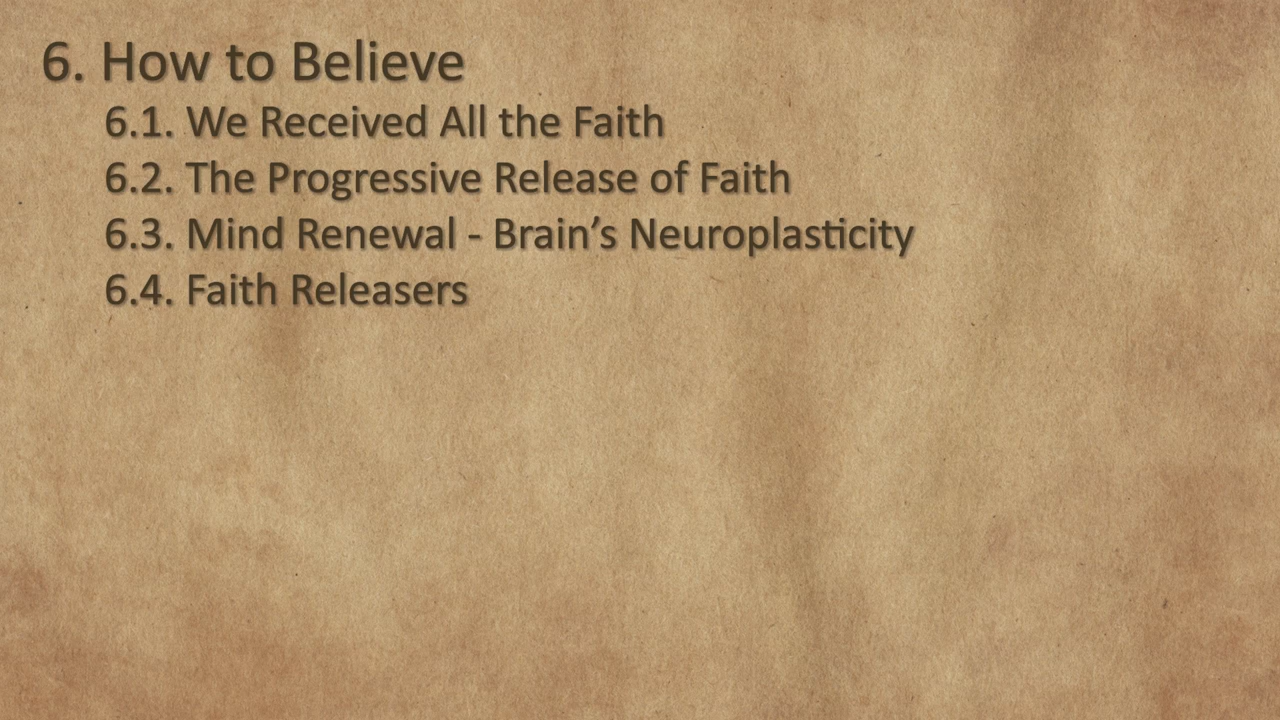 6. How to Believe
6.1. We Received All the Faith
6.2. The Progressive Release of Faith
6.3. Mind Renewal - Brain’s Neuroplasticity
6.4. Faith Releasers